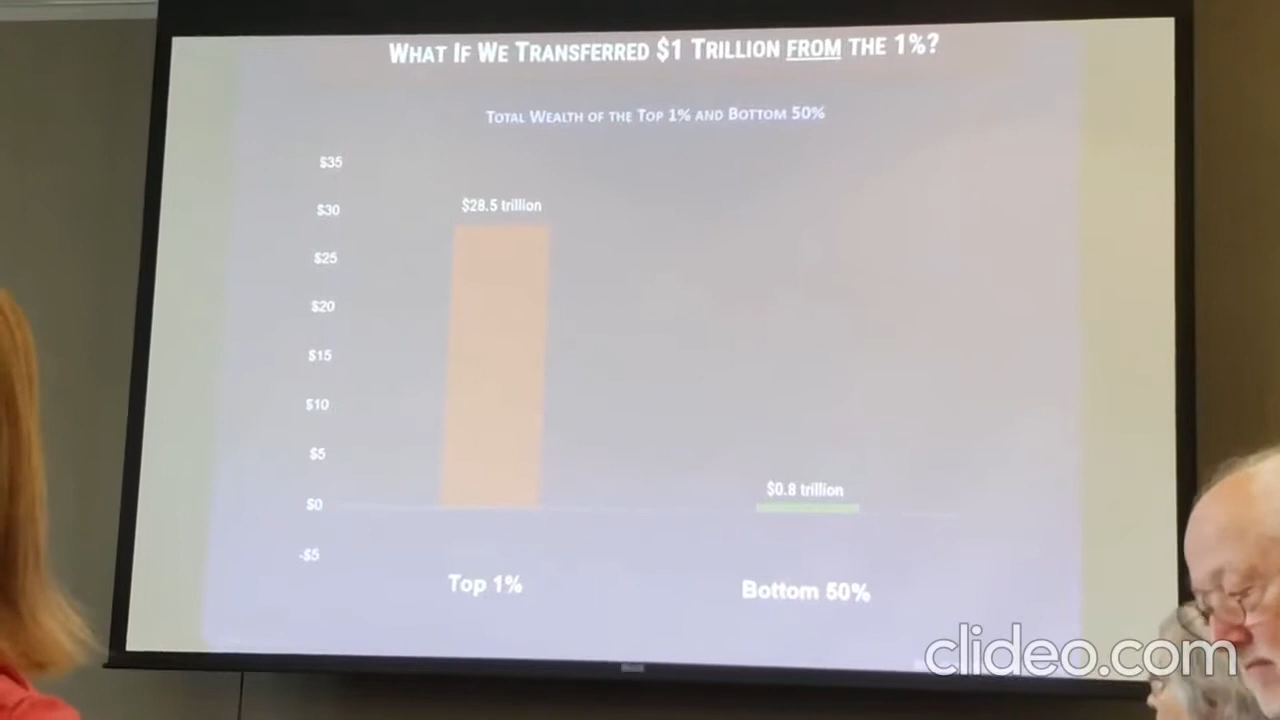 WHAT IF WE TRANSFERRED $1 TRILLION FROM THE 1%?
TOTAL WEALTH OF THE TOP 1% AND BOTTOM 50%
$35
$30
$25
$20
$15
$10
$5
$0
-$5
$28.5 trillion
$0.8 trillion
Top 1%
Bottom 50%
clideo.com